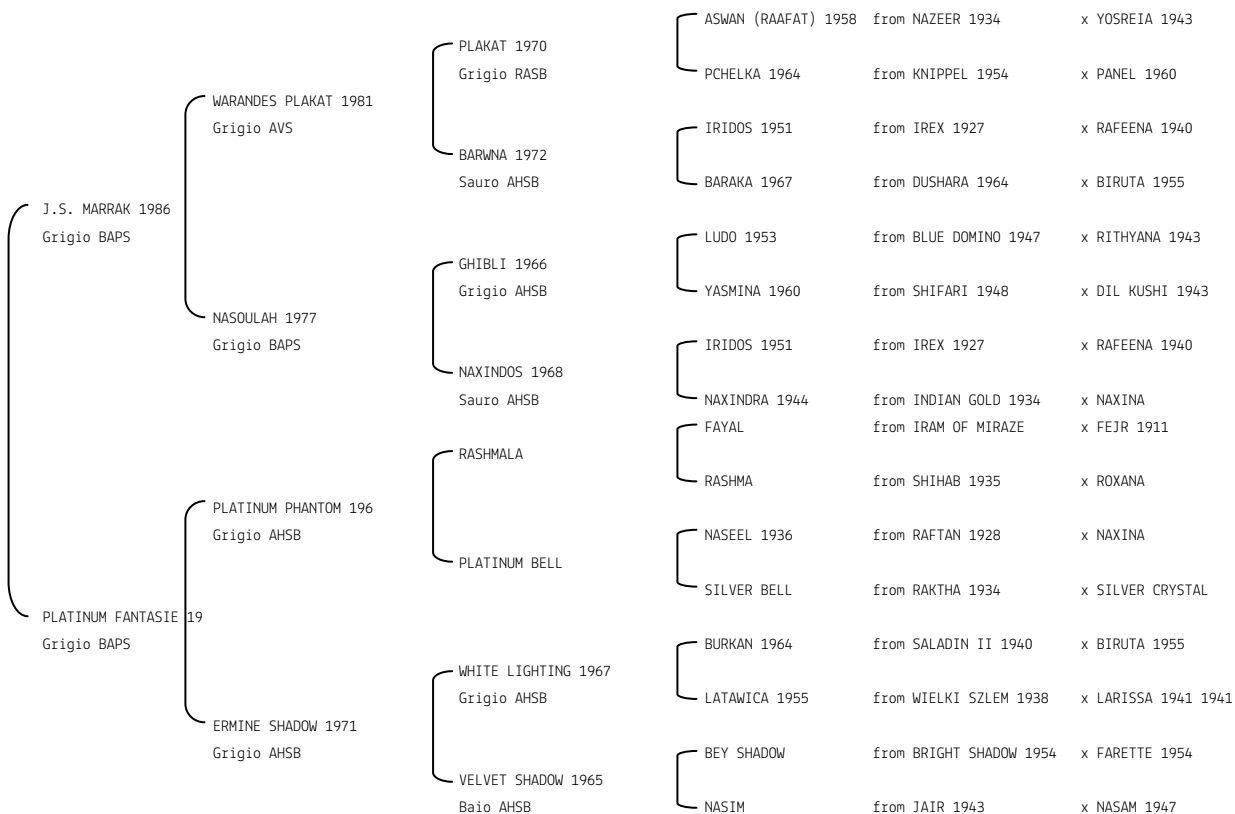 ASWAN (RAAFAT) 1958 from NAZEER 1934 x YOSREIA 1943
PLAKAT 1970
Grigio RASB PCHELKA 1964 from KNIPPEL 1954 x PANEL 1960
WARANDES PLAKAT 1981
Grigio AVS IRIDOS 1951 from IREX 1927 x RAFEENA 1940
BARWNA 1972
Sauro AHSB BARAKA 1967 from DUSHARA 1964 x BIRUTA 1955
J.S. MARRAK 1986
Grigio BAPS LUDO 1953 from BLUE DOMINO 1947 x RITHYANA 1943
GHIBLI 1966
Grigio AHSB YASMINA 1960 from SHIFARI 1948 x DIL KUSHI 1943
NASOULAH 1977
Grigio BAPS IRIDOS 1951 from IREX 1927 x RAFEENA 1940
NAXINDOS 1968
Sauro AHSB NAXINDRA 1944 from INDIAN GOLD 1934 x NAXINA
FAYAL from IRAM OF MIRAZE x FEJR 1911
RASHMALA
RASHMA from SHIHAB 1935 x ROXANA
PLATINUM PHANTOM 196
Grigio AHSB NASEEL 1936 from RAFTAN 1928 x NAXINA
PLATINUM BELL
SILVER BELL from RAKTHA 1934 x SILVER CRYSTAL
PLATINUM FANTASIE 19
Grigio BAPS BURKAN 1964 from SALADIN II 1940 x BIRUTA 1955
WHITE LIGHTING 1967
Grigio AHSB LATAWICA 1955 from WIELKI SZLEM 1938 x LARISSA 1941 1941
ERMINE SHADOW 1971
Grigio AHSB BEY SHADOW from BRIGHT SHADOW 1954 x FARETTE 1954
VELVET SHADOW 1965
Baio AHSB NASIM from JAIR 1943 x NASAM 1947